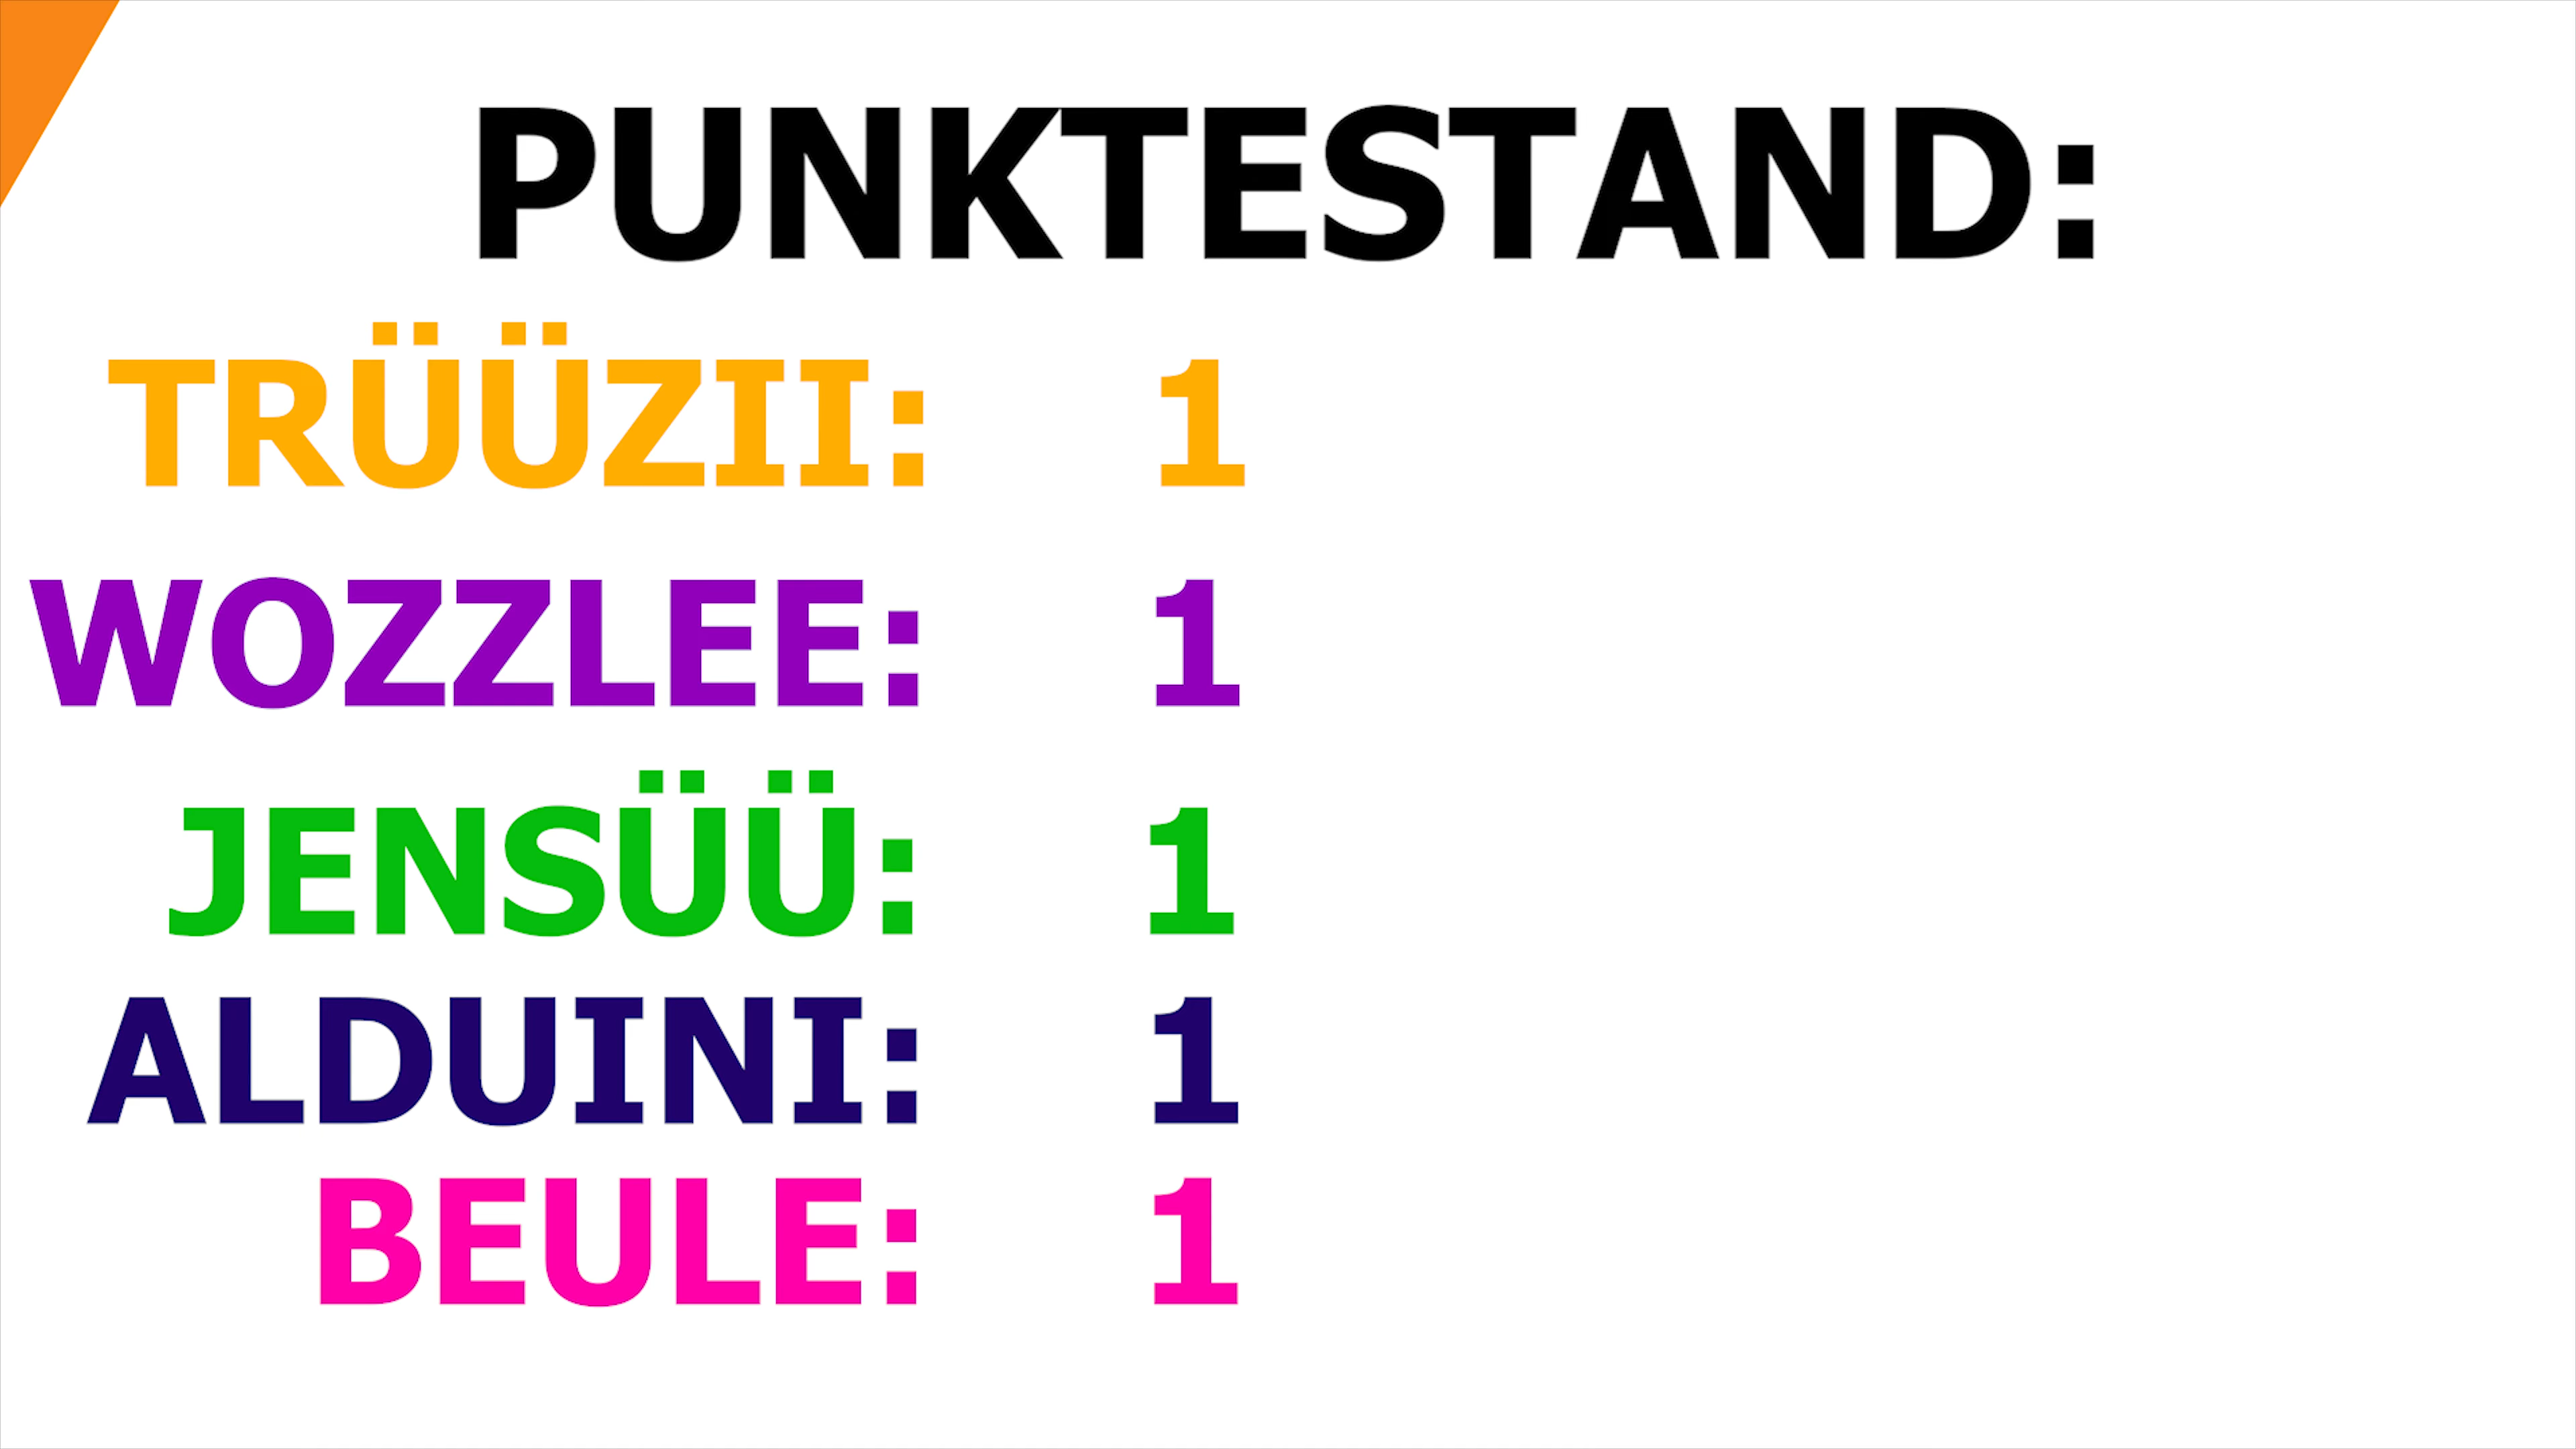 PUNKTESTAND:
TRÜÜZII: 1
WOZZLEE: 1
JENSÜÜ: 1
ALDUINI: 1
BEULE: 1